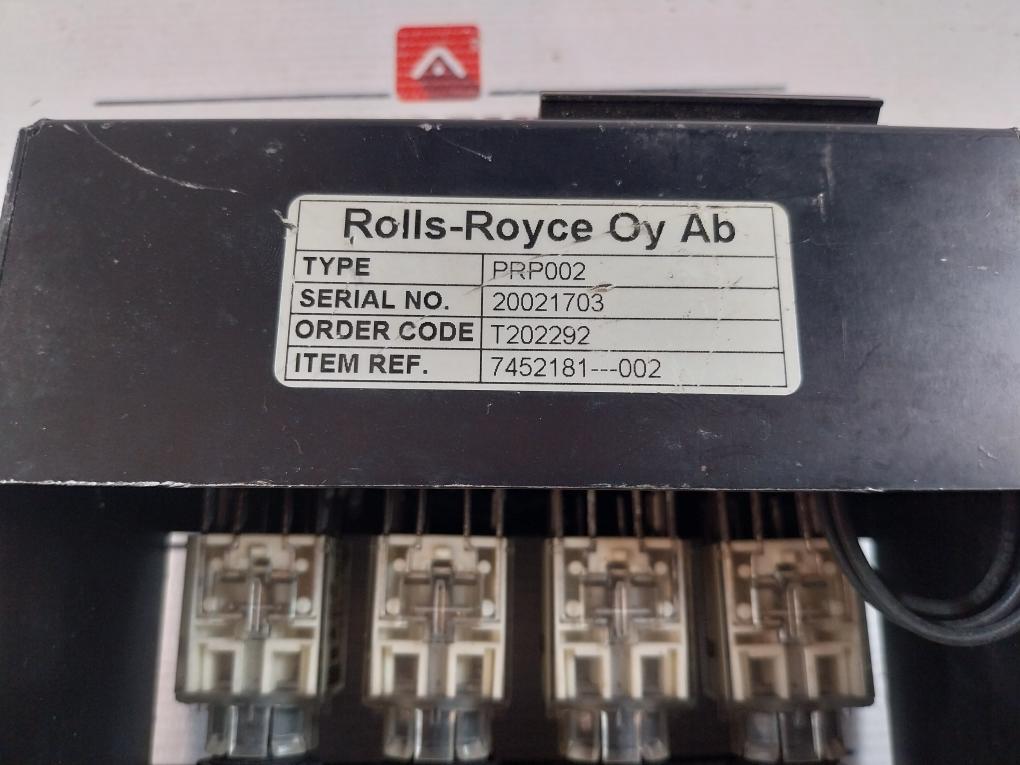 Rolls-Royce Oy Ab
TYPE PRP002
SERIAL NO. 20021703
ORDER CODE T202292
ITEM REF. 7452181---002